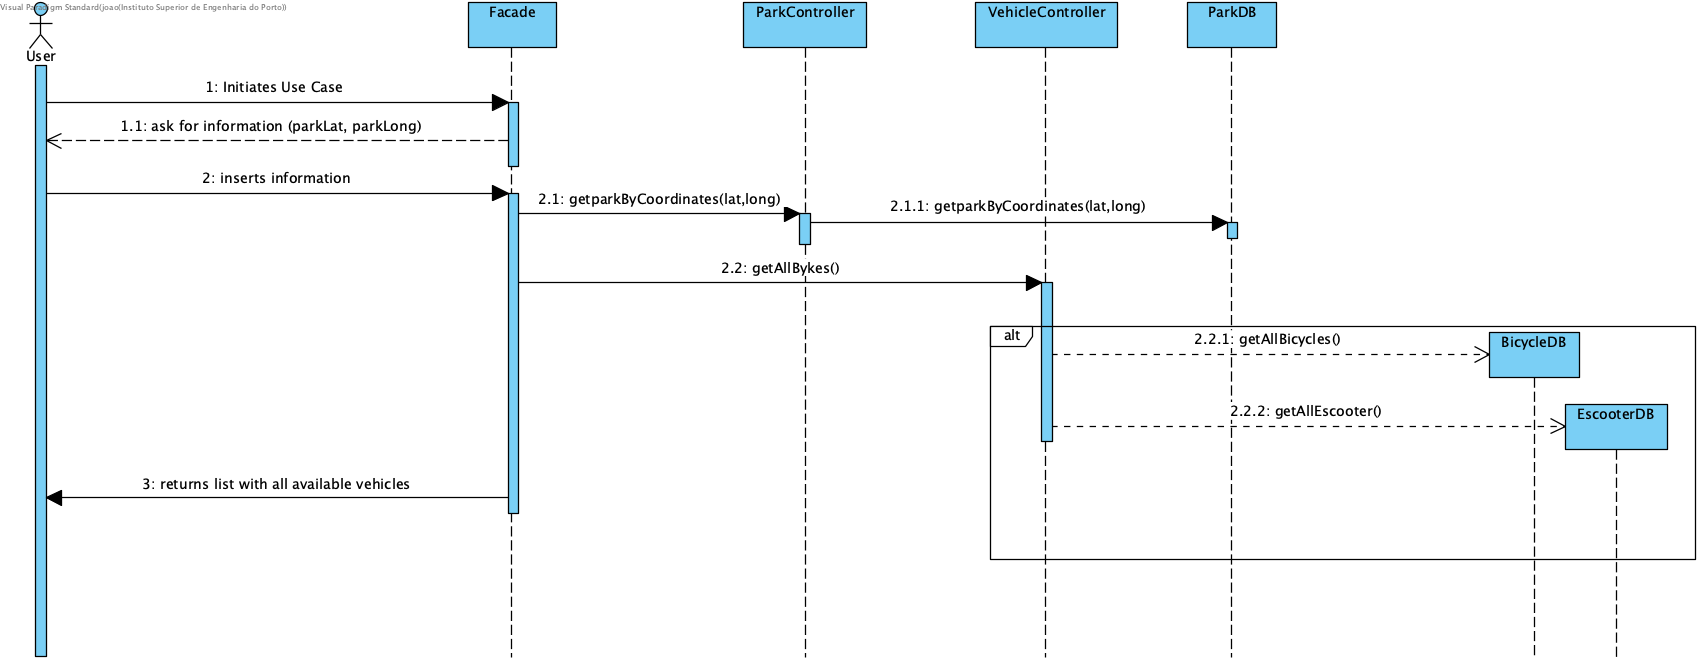 Visual Paradigm Standard(joao(Instituto Superior de Engenharia do Porto))
User
Facade
ParkController
VehicleController
ParkDB
1: Initiates Use Case
1.1: ask for information (parkLat, parkLong)
2: inserts information
2.1: getparkByCoordinates(lat,long)
2.1.1: getparkByCoordinates(lat,long)
2.2: getAllBykes()
alt
2.2.1: getAllBicycles()
BicycleDB
2.2.2: getAllEscooter()
EscooterDB
3: returns list with all available vehicles